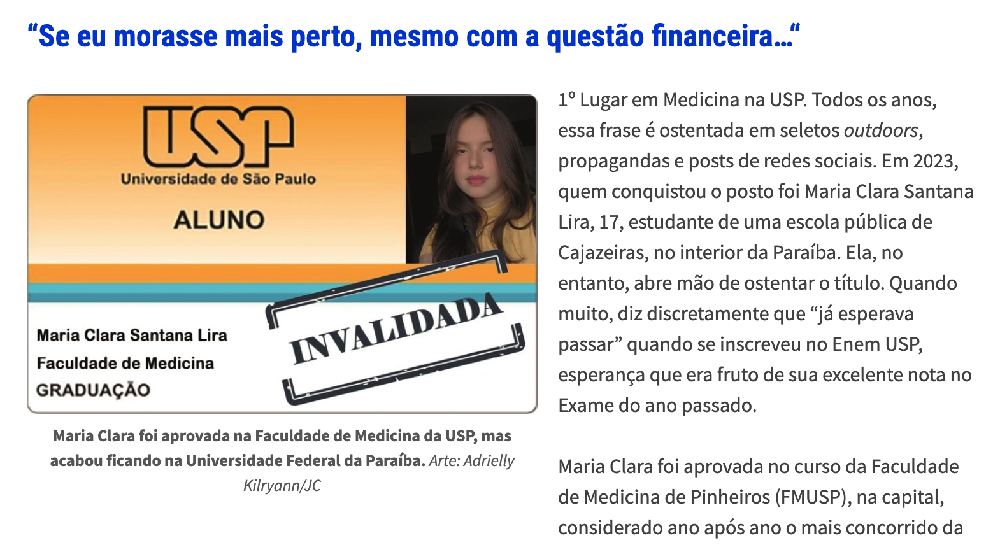 “Se eu morasse mais perto, mesmo com a questão financeira…“
USP
Universidade de São Paulo
ALUNO
INVALIDADA
Maria Clara Santana Lira
Faculdade de Medicina
GRADUAÇÃO
Maria Clara foi aprovada na Faculdade de Medicina da USP, mas
acabou ficando na Universidade Federal da Paraíba. Arte: Adrielly
Kilryann/JC
1º Lugar em Medicina na USP. Todos os anos,
essa frase é ostentada em seletos outdoors,
propagandas e posts de redes sociais. Em 2023,
quem conquistou o posto foi Maria Clara Santana
Lira, 17, estudante de uma escola pública de
Cajazeiras, no interior da Paraíba. Ela, no
entanto, abre mão de ostentar o título. Quando
muito, diz discretamente que “já esperava
passar” quando se inscreveu no Enem USP,
esperança que era fruto de sua excelente nota no
Exame do ano passado.
Maria Clara foi aprovada no curso da Faculdade
de Medicina de Pinheiros (FMUSP), na capital,
considerado ano após ano o mais concorrido da